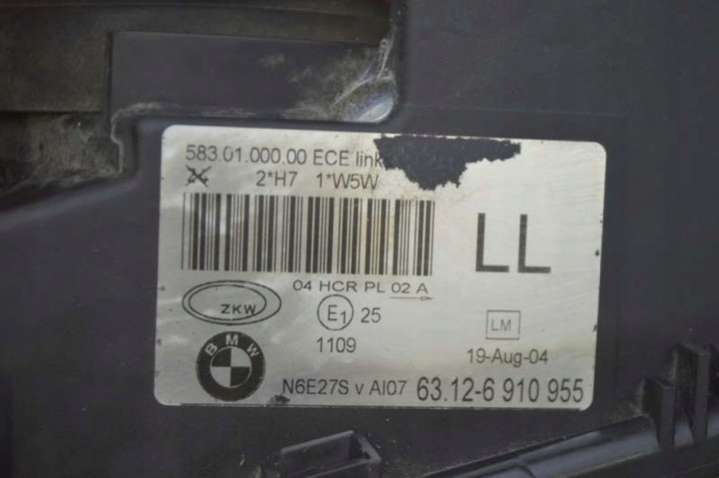 583.01.000.00 ECE link
2*H7 1*W5W
LL
04 HCR PL 02 A
ZKW
E1 25
LM
1109
19-Aug-04
BMW
N6E27S v AI07 63.12-6 910 955